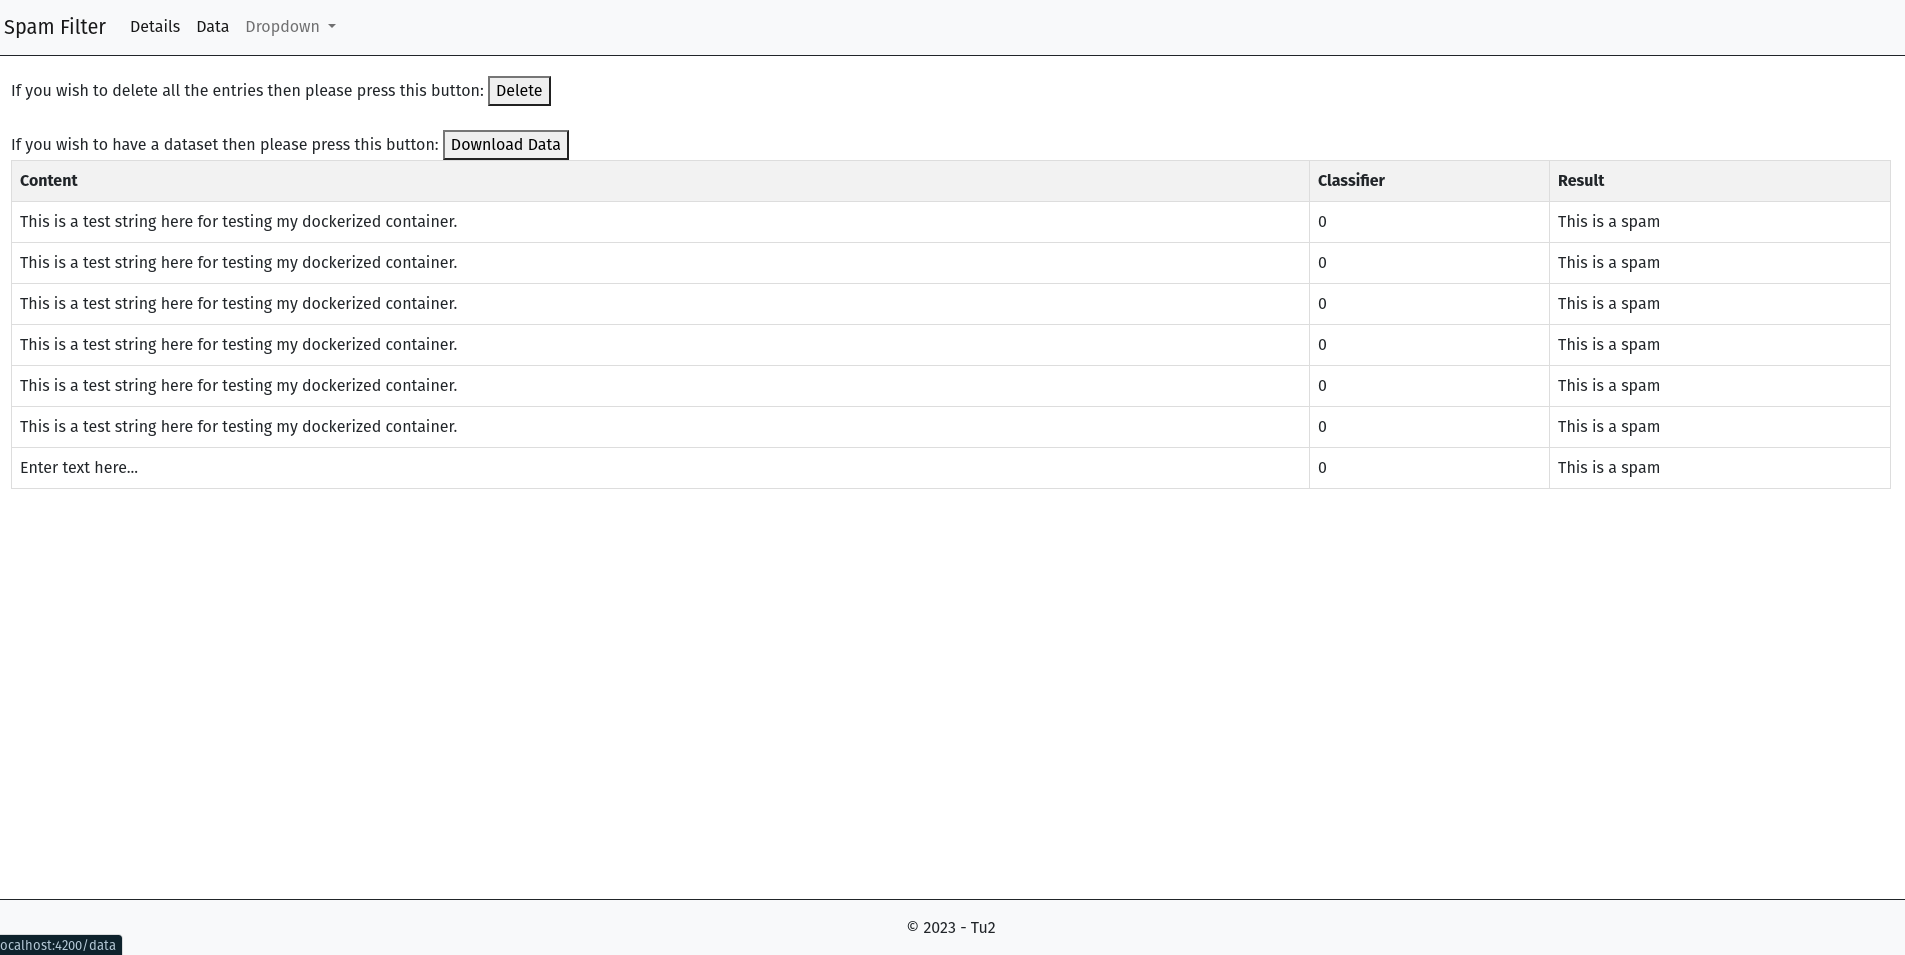 Spam Filter Details Data Dropdown
If you wish to delete all the entries then please press this button: Delete
If you wish to have a dataset then please press this button: Download Data
Content Classifier Result
This is a test string here for testing my dockerized container. 0 This is a spam
This is a test string here for testing my dockerized container. 0 This is a spam
This is a test string here for testing my dockerized container. 0 This is a spam
This is a test string here for testing my dockerized container. 0 This is a spam
This is a test string here for testing my dockerized container. 0 This is a spam
This is a test string here for testing my dockerized container. 0 This is a spam
Enter text here... 0 This is a spam
© 2023 - Tu2
ocalhost:4200/data